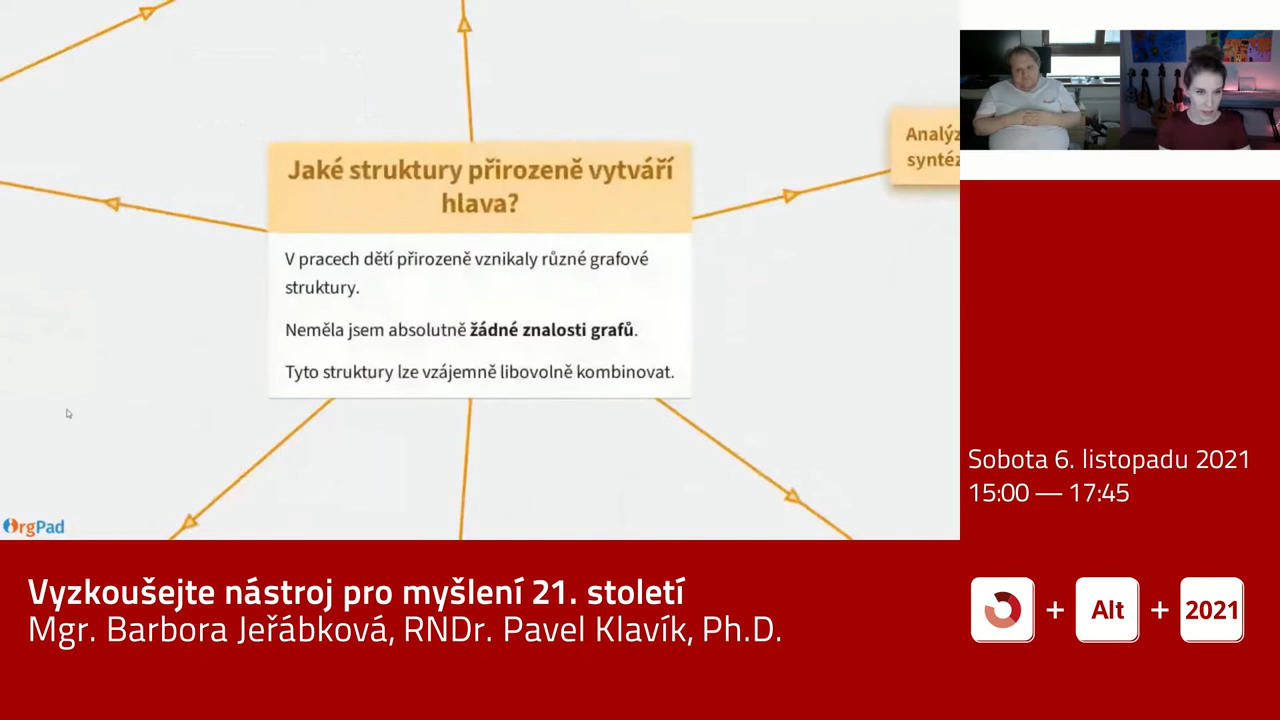 Jaké struktury přirozeně vytváří
hlava?
V pracech dětí přirozeně vznikaly různé grafové
struktury.
Neměla jsem absolutně žádné znalosti grafů.
Tyto struktury lze vzájemně libovolně kombinovat.
OrgPad
Sobota 6. listopadu 2021
15:00 — 17:45
Vyzkoušejte nástroj pro myšlení 21. století
Mgr. Barbora Jeřábková, RNDr. Pavel Klavík, Ph.D.
+ Alt + 2021